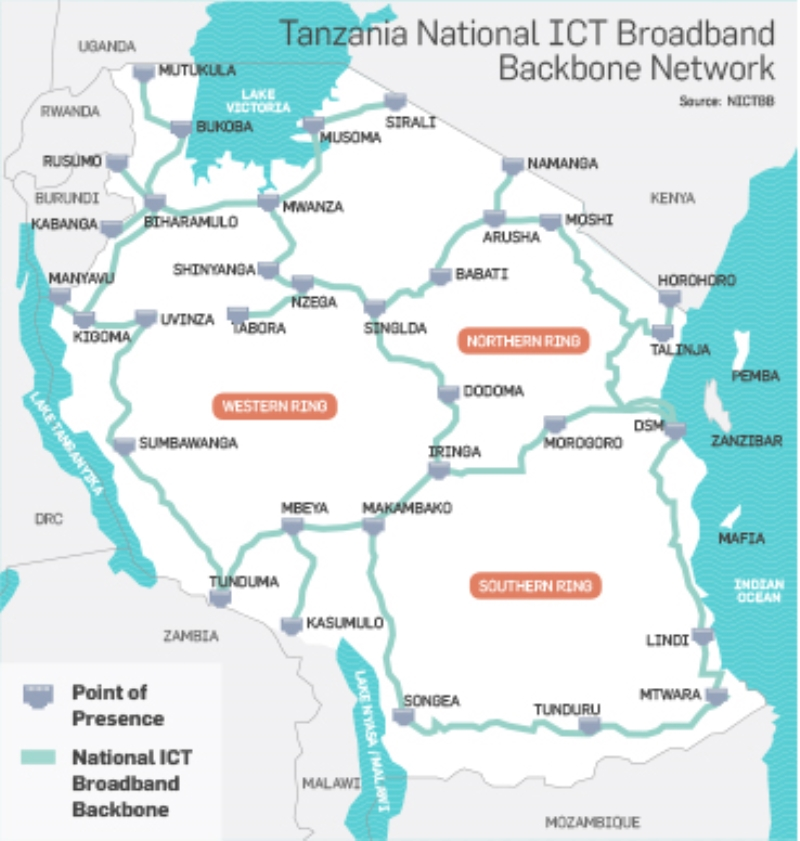 Tanzania National ICT Broadband
Backbone Network
Source: NICTBB
UGANDA
MUTUKULA
LAKE
VICTORIA
SIRALI
RWANDA
BUKOBA
MUSOMA
RUSUMO
NAMANGA
BURUNDI
KENYA
KABANGA
BIHARAMULO
MWANZA
ARUSHA
MOSHI
MANYAVU
SHINYANGA
BABATI
HOROHORO
NZEGA
KIGOMA
UVINZA
TABORA
SINGLDA
NORTHERN RING
TALINJA
PEMBA
WESTERN RING
DODOMA
LAKE TANGANYIKA
SUMBAWANGA
IRINGA
MOROGORO
DSM
ZANZIBAR
DRC
MBEYA
MAKAMBAKO
MAFIA
TUNDUMA
SOUTHERN RING
INDIAN
OCEAN
ZAMBIA
KASUMULO
LINDI
Point of
Presence
LAKE NYASA / MALAWI
SONGEA
TUNDURU
MTWARA
National ICT
Broadband
Backbone
MALAWI
MOZAMBIQUE